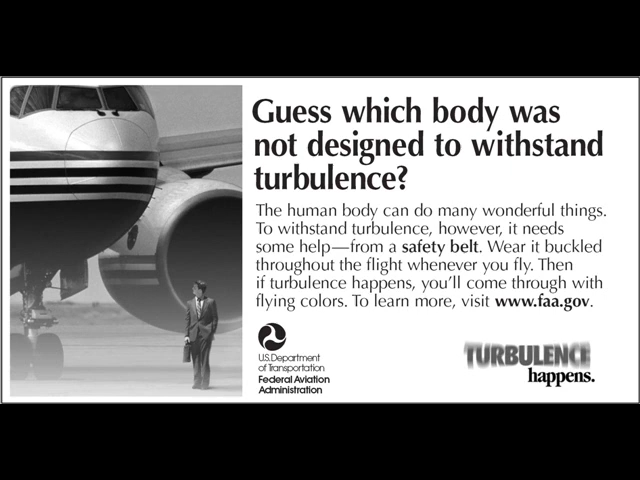 Guess which body was
not designed to withstand
turbulence?
The human body can do many wonderful things.
To withstand turbulence, however, it needs
some help—from a safety belt. Wear it buckled
throughout the flight whenever you fly. Then
if turbulence happens, you'll come through with
flying colors. To learn more, visit www.faa.gov.
U.S. Department
of Transportation
Federal Aviation
Administration
TURBULENCE
happens.